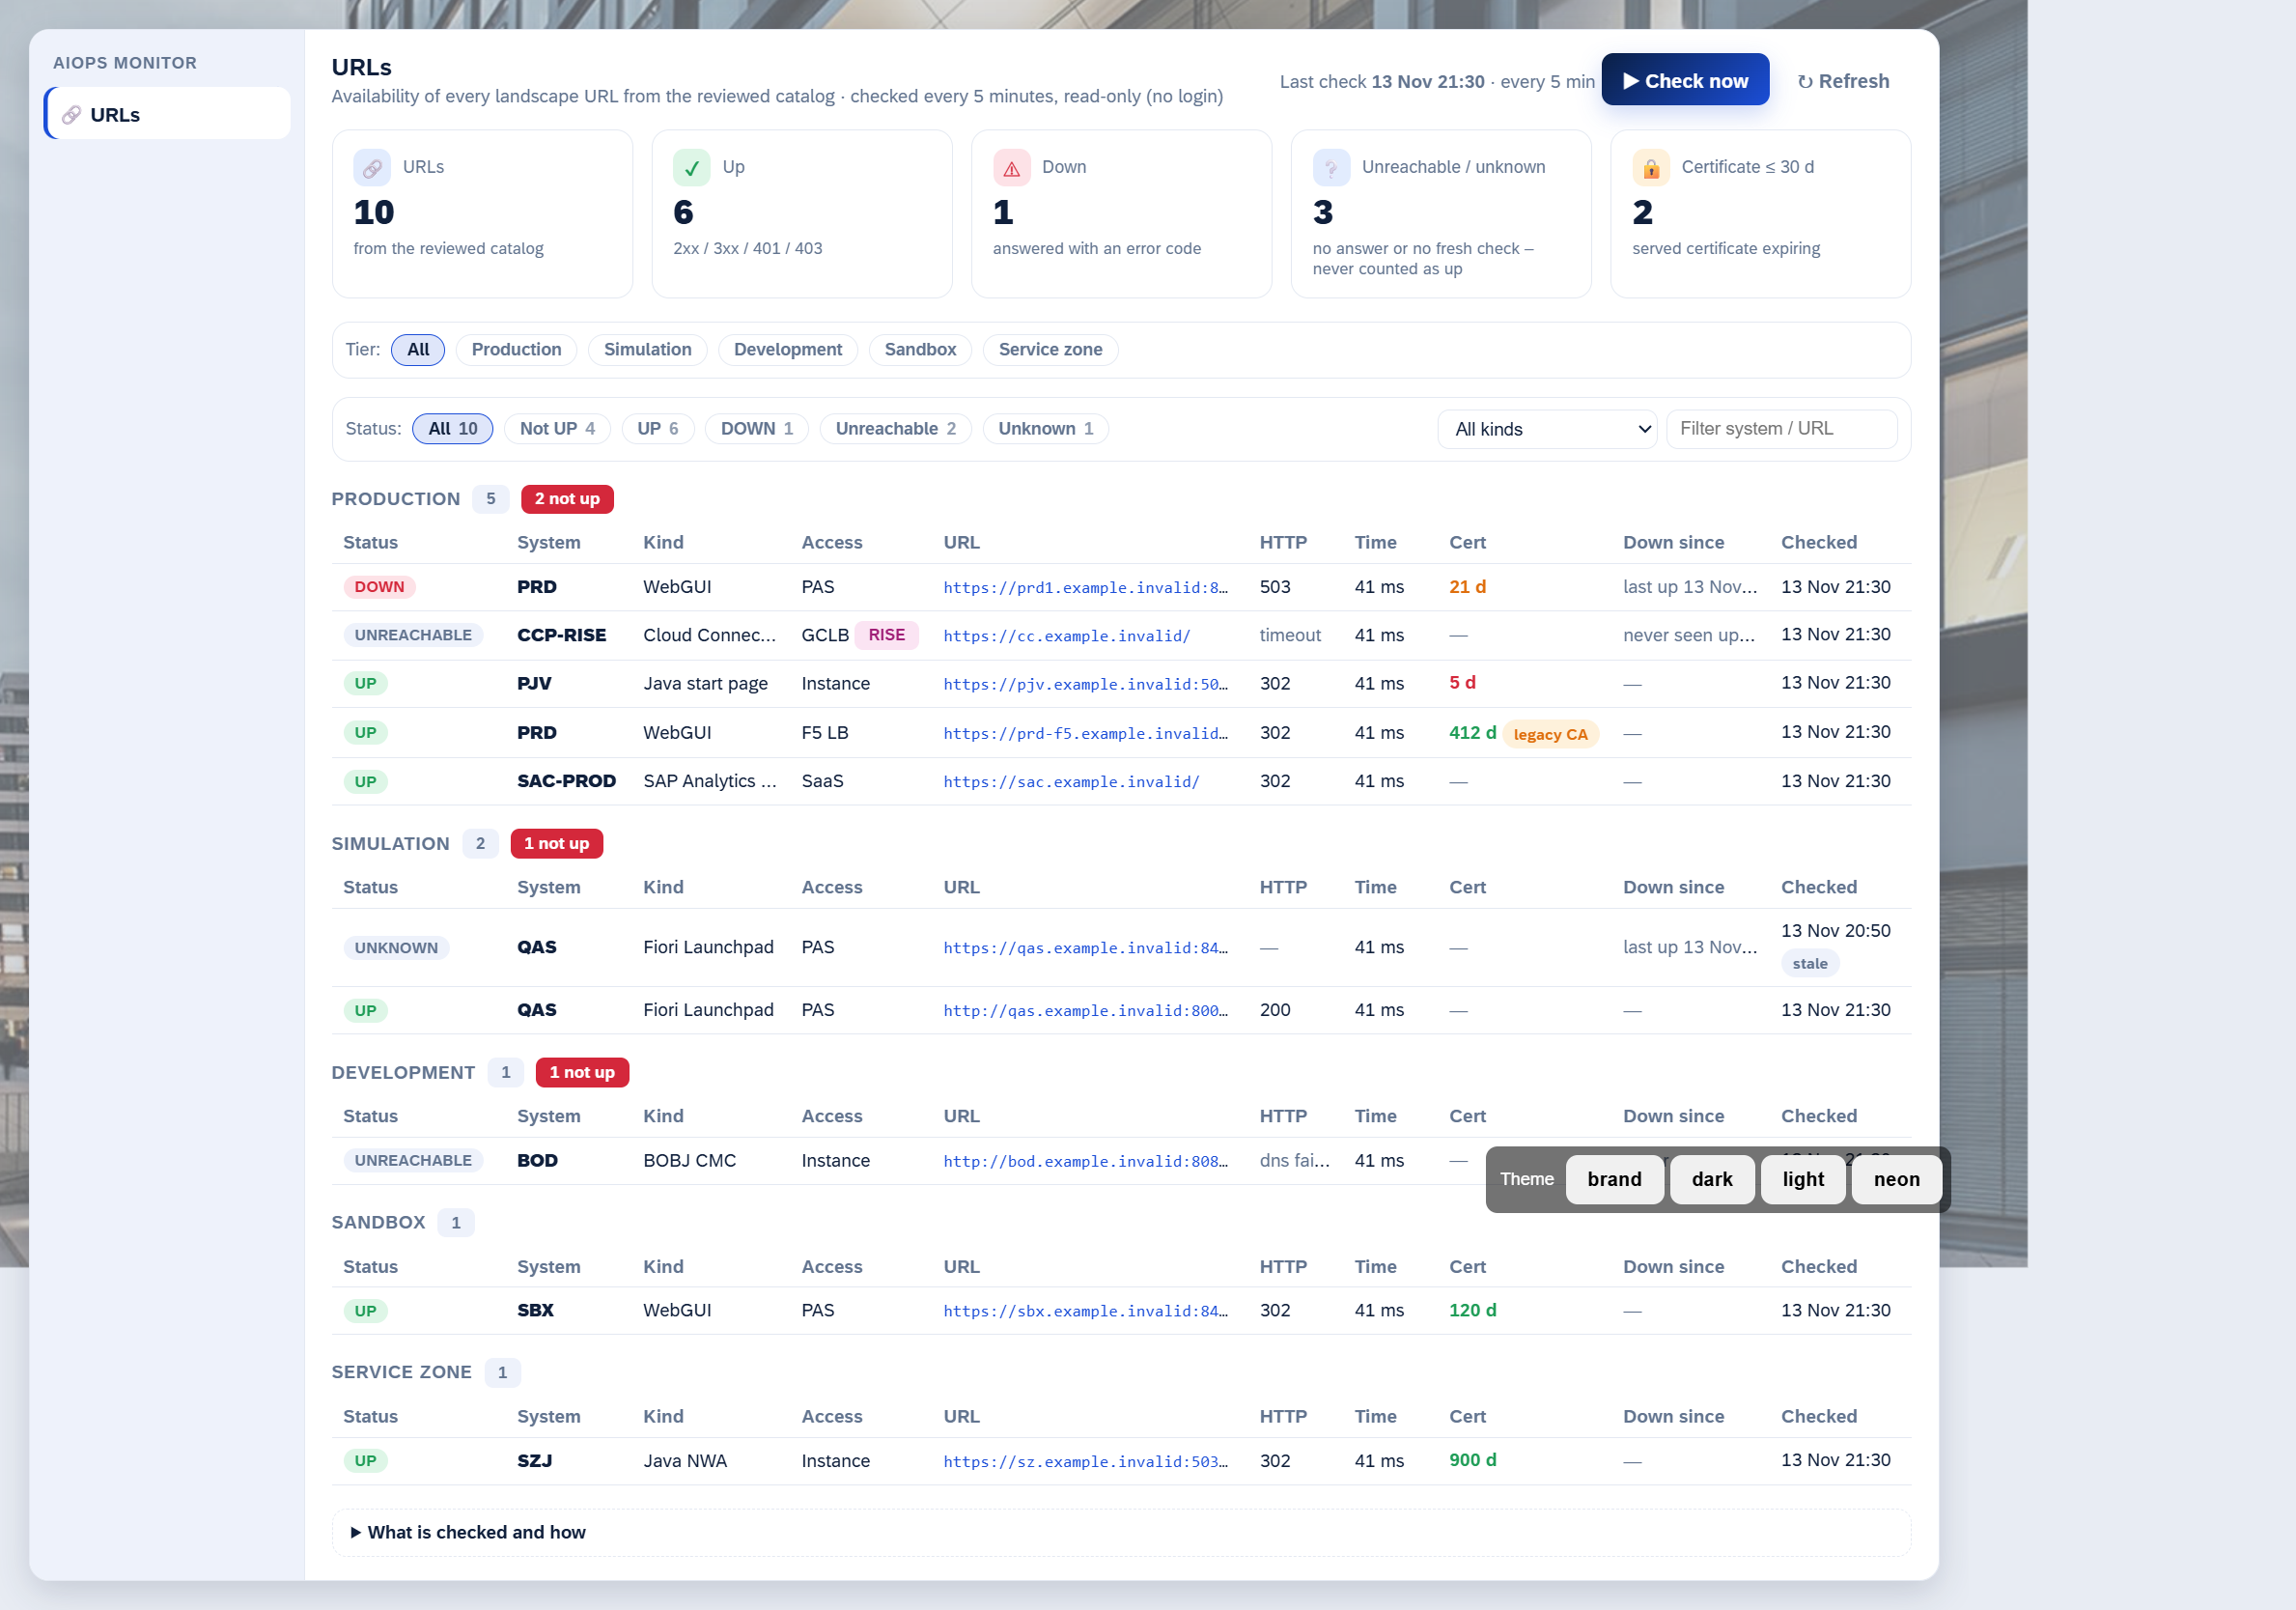 AIOPS MONITOR
URLs
URLs
Availability of every landscape URL from the reviewed catalog · checked every 5 minutes, read-only (no login)
Last check 13 Nov 21:30 · every 5 min
▶ Check now
↻ Refresh
URLs
10
from the reviewed catalog
Up
6
2xx / 3xx / 401 / 403
Down
1
answered with an error code
Unreachable / unknown
3
no answer or no fresh check –
never counted as up
Certificate ≤ 30 d
2
served certificate expiring
Tier: All Production Simulation Development Sandbox Service zone
Status: All 10 Not UP 4 UP 6 DOWN 1 Unreachable 2 Unknown 1 All kinds Filter system / URL
PRODUCTION 5 2 not up
Status System Kind Access URL HTTP Time Cert Down since Checked
DOWN PRD WebGUI PAS https://prd1.example.invalid:8… 503 41 ms 21 d last up 13 Nov… 13 Nov 21:30
UNREACHABLE CCP-RISE Cloud Connec… GCLB RISE https://cc.example.invalid/ timeout 41 ms — never seen up… 13 Nov 21:30
UP PJV Java start page Instance https://pjv.example.invalid:50… 302 41 ms 5 d — 13 Nov 21:30
UP PRD WebGUI F5 LB https://prd-f5.example.invalid… 302 41 ms 412 d legacy CA — 13 Nov 21:30
UP SAC-PROD SAP Analytics … SaaS https://sac.example.invalid/ 302 41 ms — — 13 Nov 21:30
SIMULATION 2 1 not up
Status System Kind Access URL HTTP Time Cert Down since Checked
UNKNOWN QAS Fiori Launchpad PAS https://qas.example.invalid:84… — 41 ms — last up 13 Nov… 13 Nov 20:50
stale
UP QAS Fiori Launchpad PAS http://qas.example.invalid:800… 200 41 ms — — 13 Nov 21:30
DEVELOPMENT 1 1 not up
Status System Kind Access URL HTTP Time Cert Down since Checked
UNREACHABLE BOD BOBJ CMC Instance http://bod.example.invalid:808… dns fai… 41 ms —
Theme brand dark light neon
SANDBOX 1
Status System Kind Access URL HTTP Time Cert Down since Checked
UP SBX WebGUI PAS https://sbx.example.invalid:84… 302 41 ms 120 d — 13 Nov 21:30
SERVICE ZONE 1
Status System Kind Access URL HTTP Time Cert Down since Checked
UP SZJ Java NWA Instance https://sz.example.invalid:503… 302 41 ms 900 d — 13 Nov 21:30
▶ What is checked and how